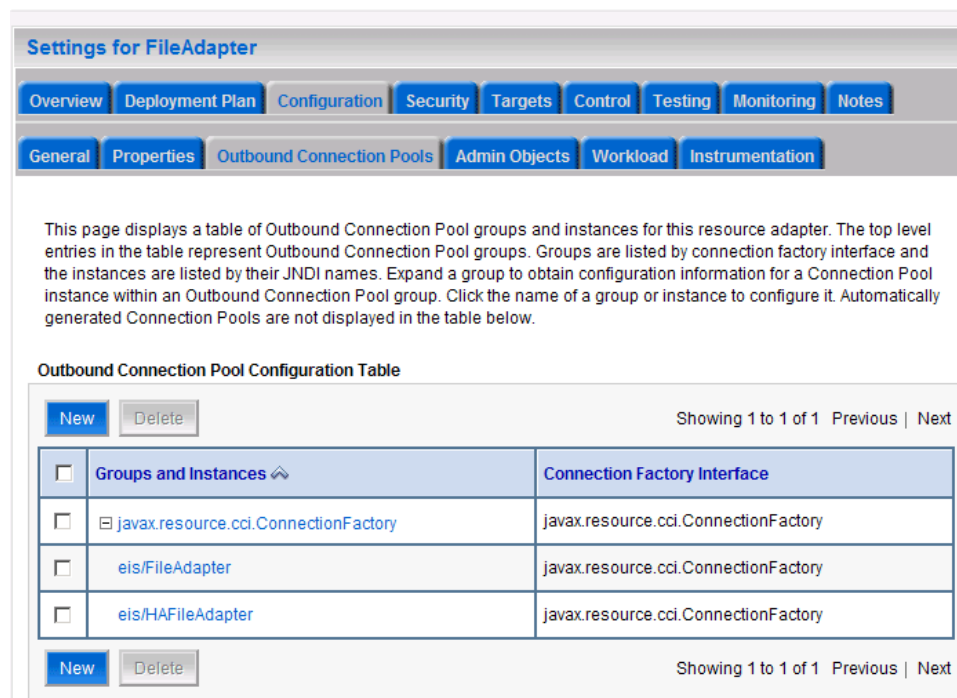 Settings for FileAdapter
Overview Deployment Plan Configuration Security Targets Control Testing Monitoring Notes
General Properties Outbound Connection Pools Admin Objects Workload Instrumentation
This page displays a table of Outbound Connection Pool groups and instances for this resource adapter. The top level
entries in the table represent Outbound Connection Pool groups. Groups are listed by connection factory interface and
the instances are listed by their JNDI names. Expand a group to obtain configuration information for a Connection Pool
instance within an Outbound Connection Pool group. Click the name of a group or instance to configure it. Automatically
generated Connection Pools are not displayed in the table below.
Outbound Connection Pool Configuration Table
New Delete Showing 1 to 1 of 1 Previous | Next
Groups and Instances Connection Factory Interface
javax.resource.cci.ConnectionFactory javax.resource.cci.ConnectionFactory
eis/FileAdapter javax.resource.cci.ConnectionFactory
eis/HAFileAdapter javax.resource.cci.ConnectionFactory
New Delete Showing 1 to 1 of 1 Previous | Next